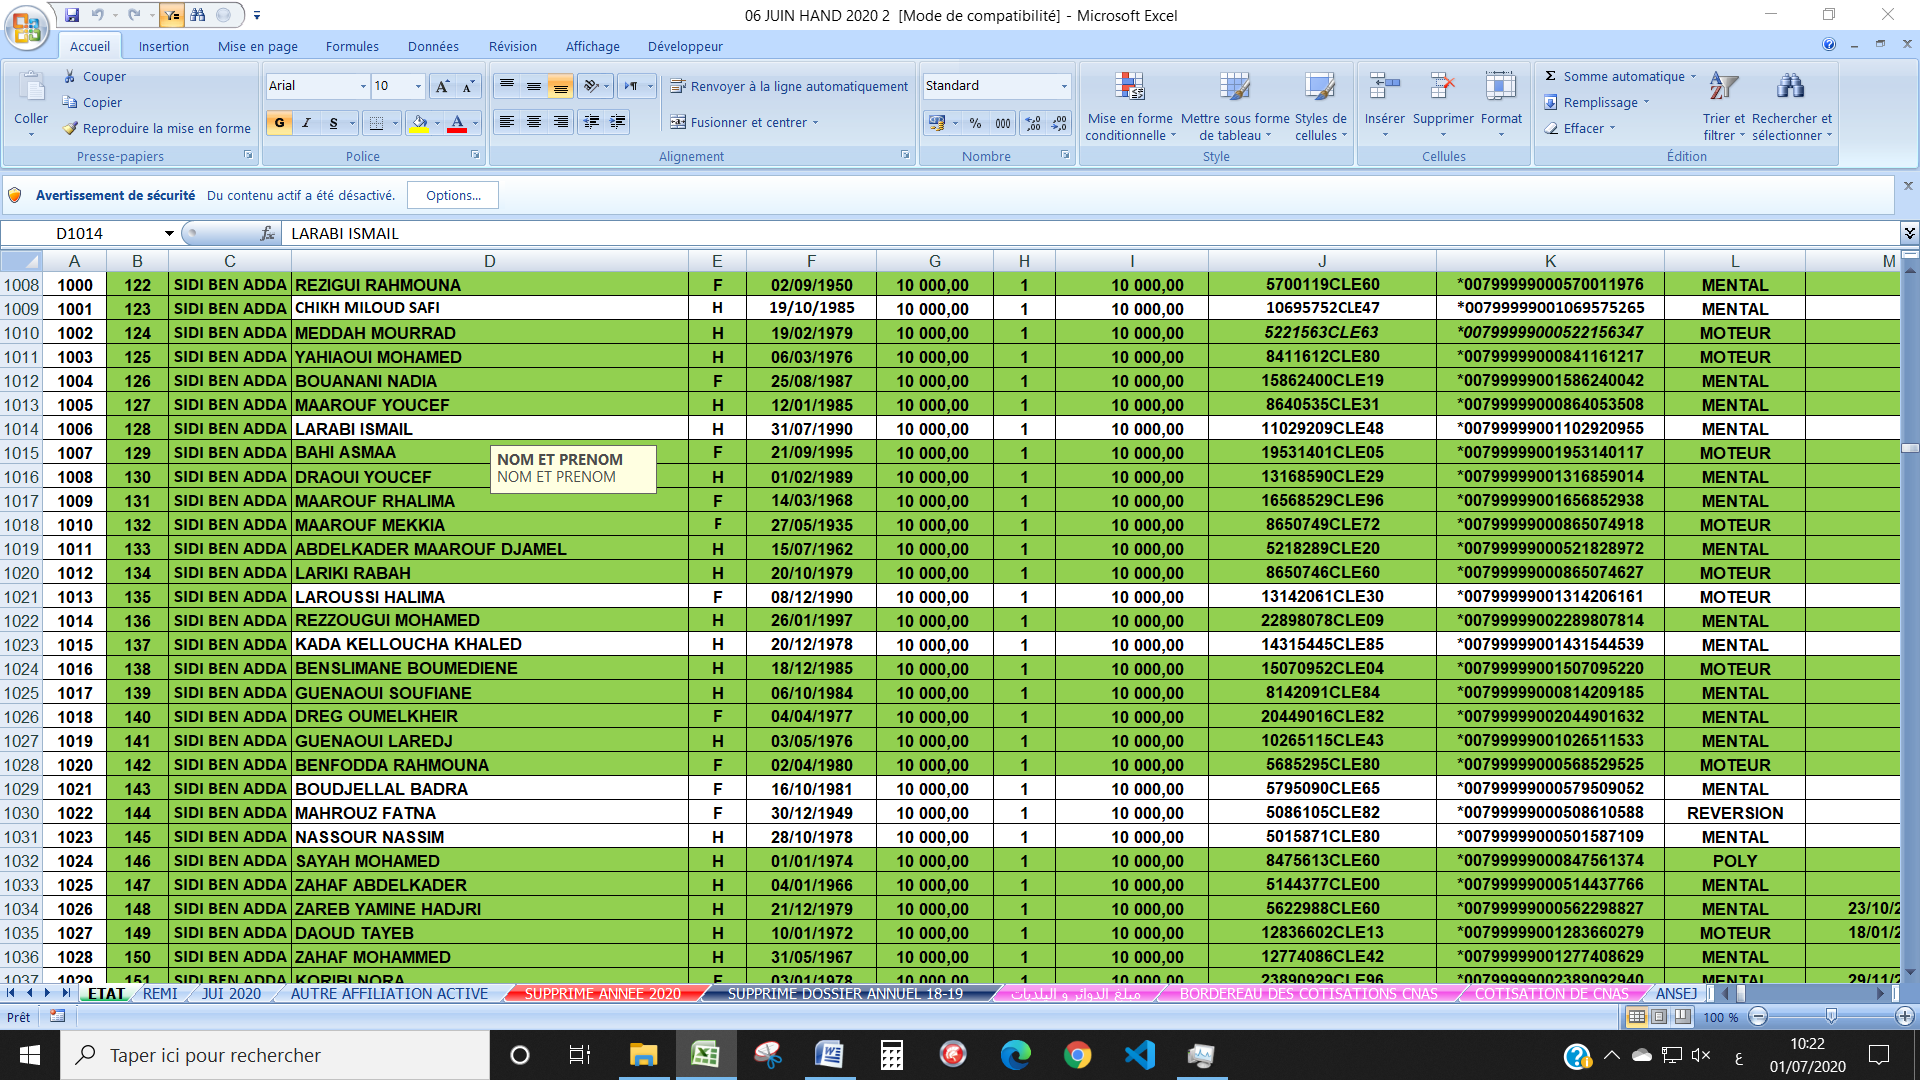 06 JUIN HAND 2020 2 [Mode de compatibilité] - Microsoft Excel
Accueil Insertion Mise en page Formules Données Révision Affichage Développeur
Coller Couper Copier Reproduire la mise en forme Presse-papiers
Arial 10 G I S Police
Renvoyer à la ligne automatiquement Fusionner et centrer Alignement
Standard % 000 Nombre
Mise en forme conditionnelle Mettre sous forme de tableau Styles de cellules Style
Insérer Supprimer Format Cellules
Somme automatique Remplissage Effacer Trier et filtrer Rechercher et sélectionner Édition
Avertissement de sécurité Du contenu actif a été désactivé. Options...
D1014 fx LARABI ISMAIL
A B C D E F G H I J K L M
1008 1000 122 SIDI BEN ADDA REZIGUI RAHMOUNA F 02/09/1950 10 000,00 1 10 000,00 5700119CLE60 *00799999000570011976 MENTAL
1009 1001 123 SIDI BEN ADDA CHIKH MILOUD SAFI H 19/10/1985 10 000,00 1 10 000,00 10695752CLE47 *00799999001069575265 MENTAL
1010 1002 124 SIDI BEN ADDA MEDDAH MOURRAD H 19/02/1979 10 000,00 1 10 000,00 5221563CLE63 *00799999000522156347 MOTEUR
1011 1003 125 SIDI BEN ADDA YAHIAOUI MOHAMED H 06/03/1976 10 000,00 1 10 000,00 8411612CLE80 *00799999000841161217 MOTEUR
1012 1004 126 SIDI BEN ADDA BOUANANI NADIA F 25/08/1987 10 000,00 1 10 000,00 15862400CLE19 *00799999001586240042 MENTAL
1013 1005 127 SIDI BEN ADDA MAAROUF YOUCEF H 12/01/1985 10 000,00 1 10 000,00 8640535CLE31 *00799999000864053508 MENTAL
1014 1006 128 SIDI BEN ADDA LARABI ISMAIL H 31/07/1990 10 000,00 1 10 000,00 11029209CLE48 *00799999001102920955 MENTAL
1015 1007 129 SIDI BEN ADDA BAHI ASMAA F 21/09/1995 10 000,00 1 10 000,00 19531401CLE05 *00799999001953140117 MOTEUR
NOM ET PRENOM
NOM ET PRENOM
1016 1008 130 SIDI BEN ADDA DRAOUI YOUCEF H 01/02/1989 10 000,00 1 10 000,00 13168590CLE29 *00799999001316859014 MENTAL
1017 1009 131 SIDI BEN ADDA MAAROUF RHALIMA F 14/03/1968 10 000,00 1 10 000,00 16568529CLE96 *00799999001656852938 MENTAL
1018 1010 132 SIDI BEN ADDA MAAROUF MEKKIA F 27/05/1935 10 000,00 1 10 000,00 8650749CLE72 *00799999000865074918 MOTEUR
1019 1011 133 SIDI BEN ADDA ABDELKADER MAAROUF DJAMEL H 15/07/1962 10 000,00 1 10 000,00 5218289CLE20 *00799999000521828972 MENTAL
1020 1012 134 SIDI BEN ADDA LARIKI RABAH H 20/10/1979 10 000,00 1 10 000,00 8650746CLE60 *00799999000865074627 MOTEUR
1021 1013 135 SIDI BEN ADDA LAROUSSI HALIMA F 08/12/1990 10 000,00 1 10 000,00 13142061CLE30 *00799999001314206161 MOTEUR
1022 1014 136 SIDI BEN ADDA REZZOUGUI MOHAMED H 26/01/1997 10 000,00 1 10 000,00 22898078CLE09 *00799999002289807814 MENTAL
1023 1015 137 SIDI BEN ADDA KADA KELLOUCHA KHALED H 20/12/1978 10 000,00 1 10 000,00 14315445CLE85 *00799999001431544539 MENTAL
1024 1016 138 SIDI BEN ADDA BENSLIMANE BOUMEDIENE H 18/12/1985 10 000,00 1 10 000,00 15070952CLE04 *00799999001507095220 MOTEUR
1025 1017 139 SIDI BEN ADDA GUENAOUI SOUFIANE H 06/10/1984 10 000,00 1 10 000,00 8142091CLE84 *00799999000814209185 MENTAL
1026 1018 140 SIDI BEN ADDA DREG OUMELKHEIR F 04/04/1977 10 000,00 1 10 000,00 20449016CLE82 *00799999002044901632 MENTAL
1027 1019 141 SIDI BEN ADDA GUENAOUI LAREDJ H 03/05/1976 10 000,00 1 10 000,00 10265115CLE43 *00799999001026511533 MENTAL
1028 1020 142 SIDI BEN ADDA BENFODDA RAHMOUNA F 02/04/1980 10 000,00 1 10 000,00 5685295CLE80 *00799999000568529525 MOTEUR
1029 1021 143 SIDI BEN ADDA BOUDJELLAL BADRA F 16/10/1981 10 000,00 1 10 000,00 5795090CLE65 *00799999000579509052 MENTAL
1030 1022 144 SIDI BEN ADDA MAHROUZ FATNA F 30/12/1949 10 000,00 1 10 000,00 5086105CLE82 *00799999000508610588 REVERSION
1031 1023 145 SIDI BEN ADDA NASSOUR NASSIM H 28/10/1978 10 000,00 1 10 000,00 5015871CLE80 *00799999000501587109 MENTAL
1032 1024 146 SIDI BEN ADDA SAYAH MOHAMED H 01/01/1974 10 000,00 1 10 000,00 8475613CLE60 *00799999000847561374 POLY
1033 1025 147 SIDI BEN ADDA ZAHAF ABDELKADER H 04/01/1966 10 000,00 1 10 000,00 5144377CLE00 *00799999000514437766 MENTAL
1034 1026 148 SIDI BEN ADDA ZAREB YAMINE HADJRI H 21/12/1979 10 000,00 1 10 000,00 5622988CLE60 *00799999000562298827 MENTAL 23/10/2
1035 1027 149 SIDI BEN ADDA DAOUD TAYEB H 10/01/1972 10 000,00 1 10 000,00 12836602CLE13 *00799999001283660279 MOTEUR 18/01/2
1036 1028 150 SIDI BEN ADDA ZAHAF MOHAMMED H 31/05/1967 10 000,00 1 10 000,00 12774086CLE42 *00799999001277408629 MENTAL
1037 1029 151 SIDI BEN ADDA KORIBI NORA F 03/01/1978 10 000,00 1 10 000,00 23890929CLE96 *00799999002389092940 MENTAL 29/11/2
ETAT REMI JUI 2020 AUTRE AFFILIATION ACTIVE SUPPRIME ANNEE 2020 SUPPRIME DOSSIER ANNUEL 18-19 مبلغ الدوائر و البلديات BORDEREAU DES COTISATIONS CNAS COTISATION DE CNAS ANSEJ
Prêt 100 %
Taper ici pour rechercher ع 10:22
01/07/2020